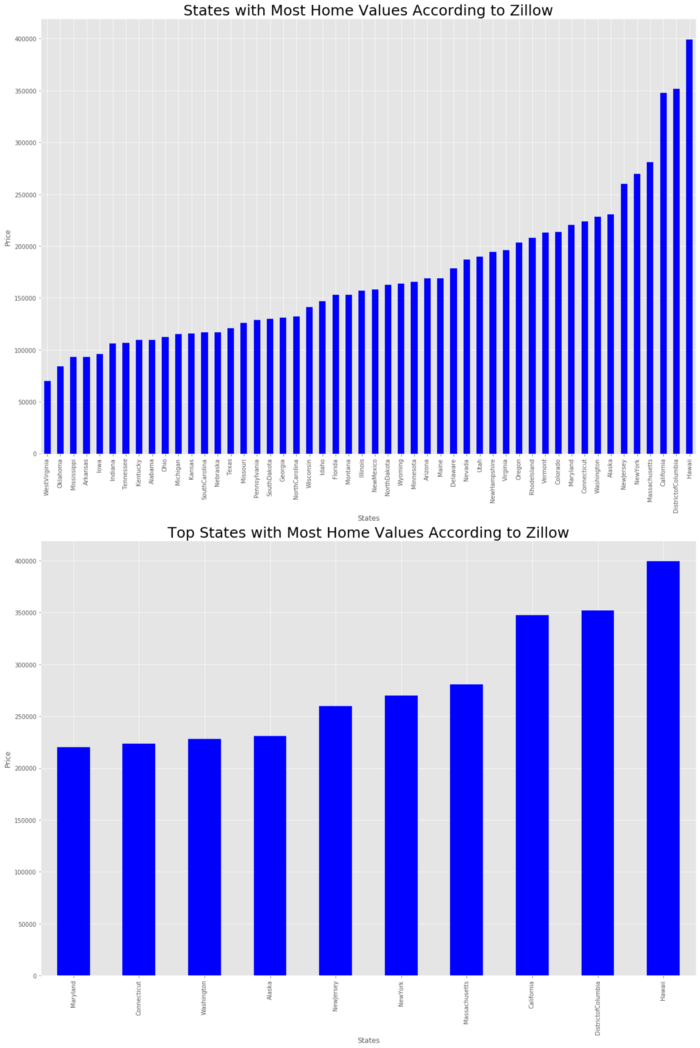 States with Most Home Values According to Zillow
400000
350000
300000
250000
200000
150000
100000
50000
0
Price
WestVirginia
Oklahoma
Mississippi
Arkansas
Iowa
Indiana
Tennessee
Kentucky
Alabama
Ohio
Michigan
Kansas
SouthCarolina
Nebraska
Texas
Missouri
Pennsylvania
SouthDakota
Georgia
NorthCarolina
Wisconsin
Idaho
Florida
Montana
Illinois
NewMexico
NorthDakota
Wyoming
Minnesota
Arizona
Maine
Delaware
Nevada
Utah
NewHampshire
Virginia
Oregon
RhodeIsland
Vermont
Colorado
Maryland
Connecticut
Washington
Alaska
NewJersey
NewYork
Massachusetts
California
DistrictofColumbia
Hawaii
States
Top States with Most Home Values According to Zillow
400000
350000
300000
250000
200000
150000
100000
50000
0
Price
Maryland
Connecticut
Washington
Alaska
NewJersey
NewYork
Massachusetts
California
DistrictofColumbia
Hawaii
States